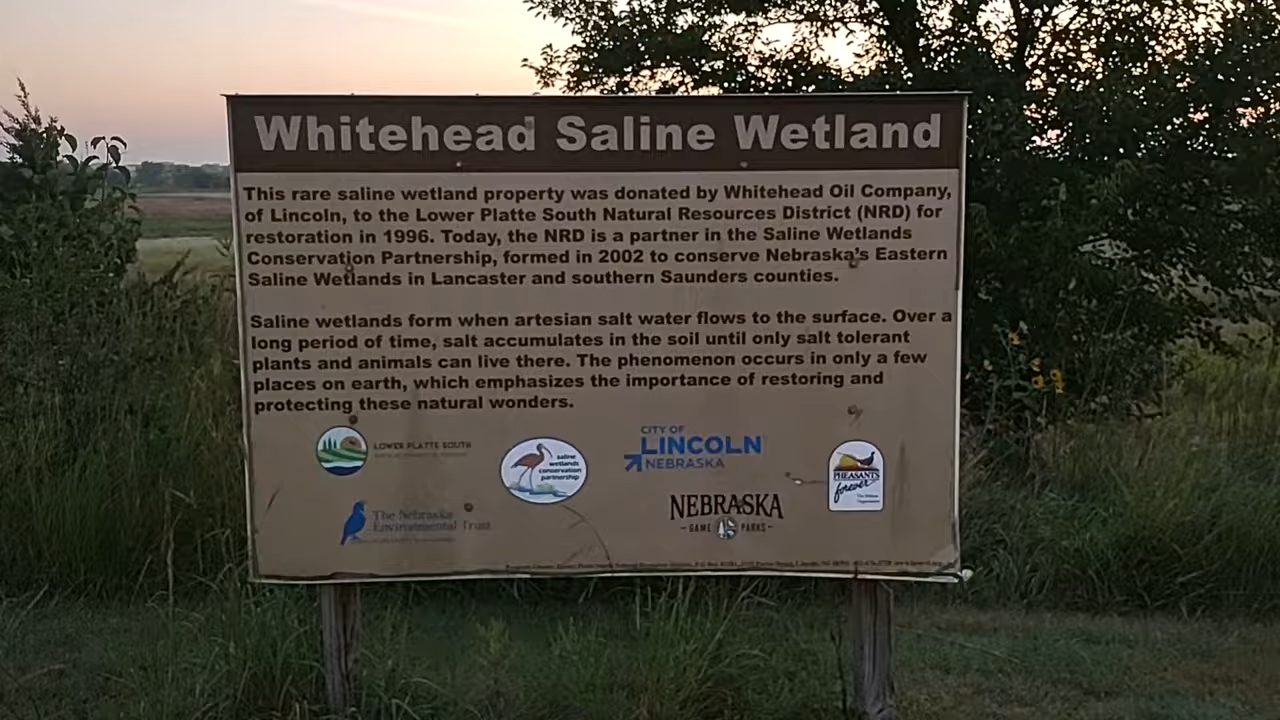 Whitehead Saline Wetland
This rare saline wetland property was donated by Whitehead Oil Company,
of Lincoln, to the Lower Platte South Natural Resources District (NRD) for
restoration in 1996. Today, the NRD is a partner in the Saline Wetlands
Conservation Partnership, formed in 2002 to conserve Nebraska's Eastern
Saline Wetlands in Lancaster and southern Saunders counties.
Saline wetlands form when artesian salt water flows to the surface. Over a
long period of time, salt accumulates in the soil until only salt tolerant
plants and animals can live there. The phenomenon occurs in only a few
places on earth, which emphasizes the importance of restoring and
protecting these natural wonders.
LOWER PLATTE SOUTH
saline
wetlands
conservation
partnership
CITY OF
LINCOLN
NEBRASKA
PHEASANTS
forever
The Nebraska
Environmental Trust
NEBRASKA
GAME PARKS